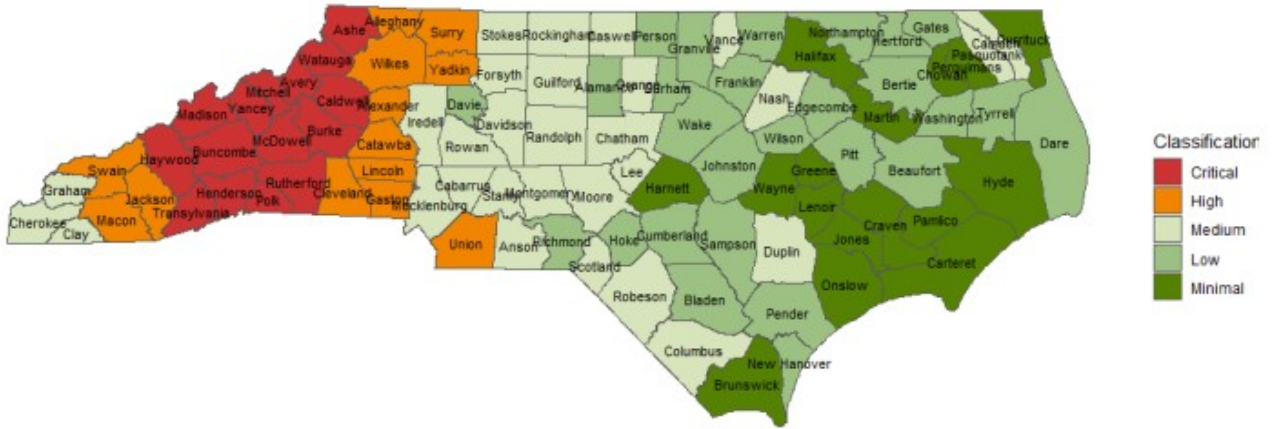 Ashe
Alleghany
Surry
Stokes
Rockingham
Caswell
Person
Granville
Vance
Warren
Northampton
Hertford
Gates
Camden
Currituck
Pasquotank
Perquimans
Chowan
Halifax
Bertie
Watauga
Wilkes
Yadkin
Forsyth
Guilford
Alamance
Orange
Durham
Franklin
Nash
Edgecombe
Martin
Washington
Tyrrell
Dare
Avery
Mitchell
Caldwell
Alexander
Iredell
Davie
Davidson
Randolph
Chatham
Wake
Wilson
Pitt
Beaufort
Hyde
Madison
Yancey
McDowell
Burke
Catawba
Rowan
Lee
Johnston
Greene
Wayne
Lenoir
Craven
Pamlico
Haywood
Buncombe
Swain
Graham
Jackson
Henderson
Rutherford
Polk
Cleveland
Lincoln
Gaston
Cabarrus
Stanly
Montgomery
Moore
Harnett
Transylvania
Macon
Cherokee
Clay
Mecklenburg
Union
Anson
Richmond
Hoke
Cumberland
Sampson
Duplin
Jones
Carteret
Onslow
Scotland
Robeson
Bladen
Pender
Columbus
New Hanover
Brunswick
Classification
Critical
High
Medium
Low
Minimal